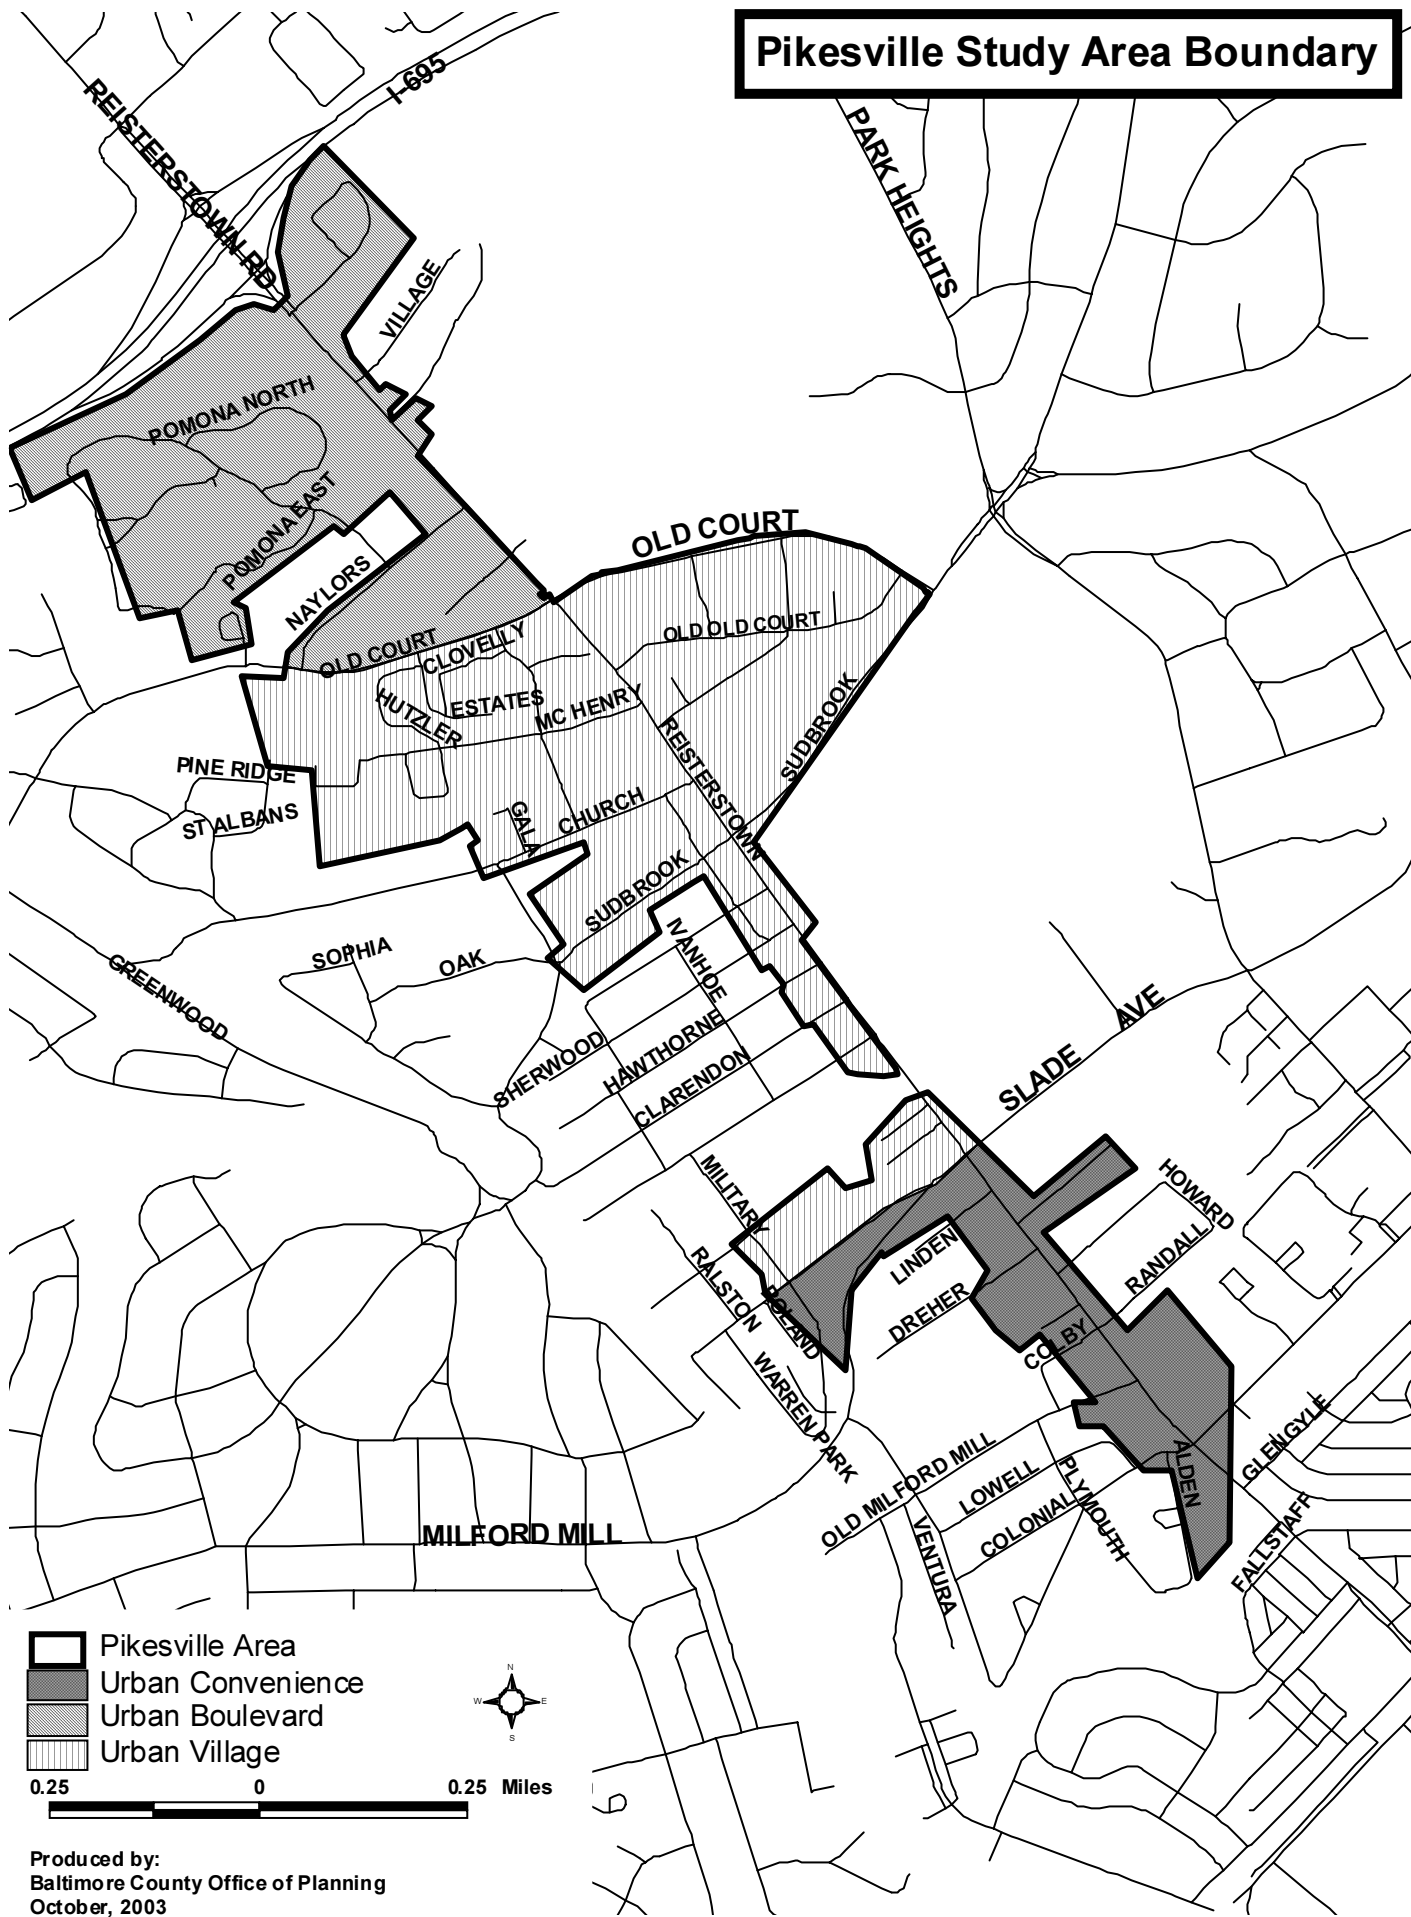 Pikesville Study Area Boundary
I-695
REISTERSTOWN RD
PARK HEIGHTS
VILLAGE
POMONA NORTH
POMONA EAST
NAYLORS
OLD COURT
OLD COURT
CLOVELLY
OLD OLD COURT
ESTATES
HUTZLER
MC HENRY
REISTERSTOWN
SUDBROOK
PINE RIDGE
ST ALBANS
GALA
CHURCH
SUDBROOK
IVANHOE
SOPHIA
OAK
GREENWOOD
SHERWOOD
HAWTHORNE
CLARENDON
SLADE AVE
MILITARY
HOWARD
RANDALL
LINDEN
RALSTON
ROLAND
DREHER
COLBY
WARREN PARK
GLENGYLE
OLD MILFORD MILL
LOWELL
PLYMOUTH
ALDEN
COLONIAL
VENTURA
FALLSTAFF
MILFORD MILL
Pikesville Area
Urban Convenience
Urban Boulevard
Urban Village
N
W E
S
0.25 0 0.25 Miles
Produced by:
Baltimore County Office of Planning
October, 2003